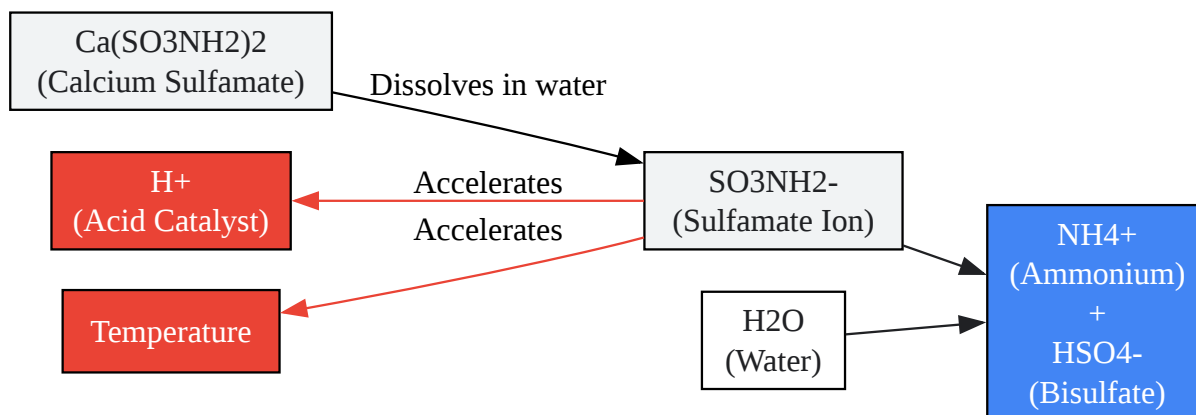 Ca(SO3NH2)2
(Calcium Sulfamate)
Dissolves in water
H+
(Acid Catalyst)
Accelerates
Accelerates
SO3NH2-
(Sulfamate Ion)
Temperature
H2O
(Water)
NH4+
(Ammonium)
+
HSO4-
(Bisulfate)